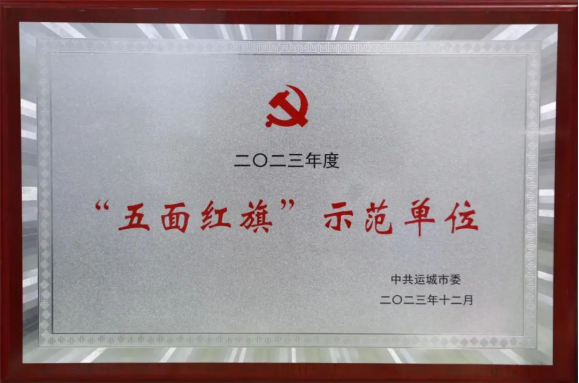 二〇二三年度
“五面红旗”示范单位
中共运城市委
二〇二三年十二月